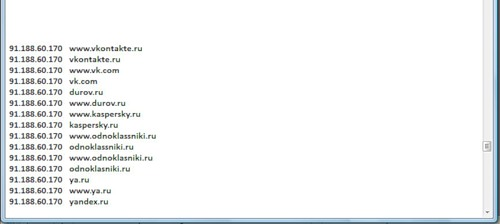 91.188.60.170 www.vkontakte.ru
91.188.60.170 vkontakte.ru
91.188.60.170 www.vk.com
91.188.60.170 vk.com
91.188.60.170 durov.ru
91.188.60.170 www.durov.ru
91.188.60.170 www.kaspersky.ru
91.188.60.170 kaspersky.ru
91.188.60.170 www.odnoklassniki.ru
91.188.60.170 odnoklassniki.ru
91.188.60.170 www.odnoklassniki.ru
91.188.60.170 odnoklassniki.ru
91.188.60.170 ya.ru
91.188.60.170 www.ya.ru
91.188.60.170 yandex.ru